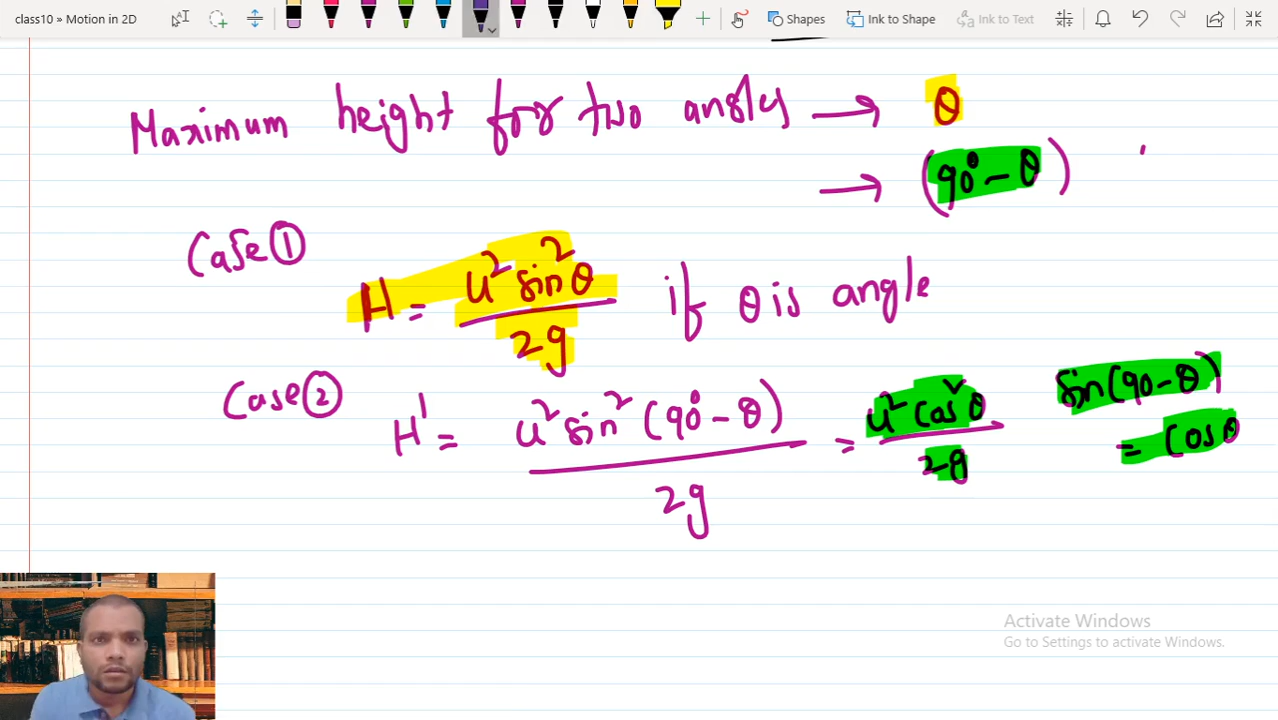 class10 » Motion in 2D
Shapes
Ink to Shape
Ink to Text
Maximum height for two angles → θ
→ (90° – θ)
Case ①
H = u² sin² θ / 2g if θ is angle
Case ②
H' = u² sin² (90° – θ) / 2g = u² Cos² θ / 2g
sin(90 – θ)
= Cos θ
Activate Windows
Go to Settings to activate Windows.